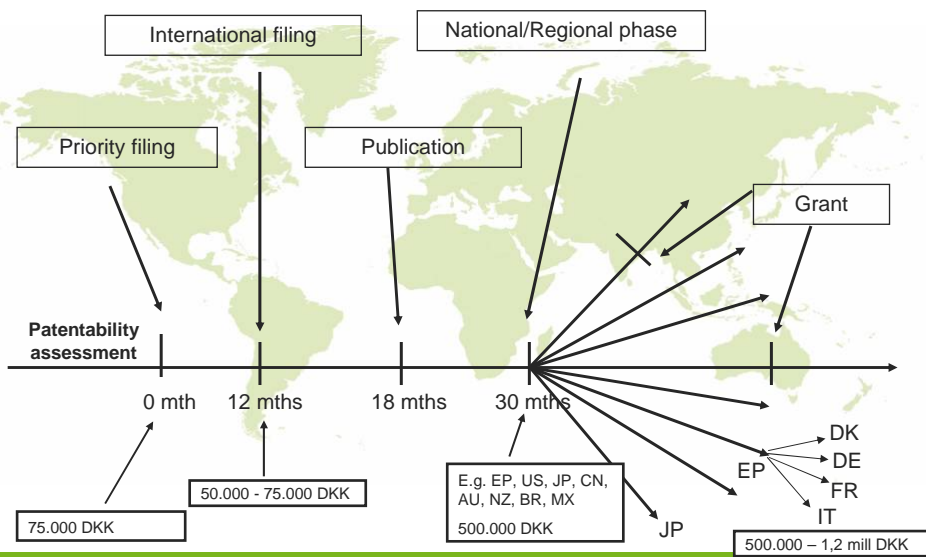 International filing
National/Regional phase
Priority filing
Publication
Grant
Patentability
assessment
0 mth
12 mths
18 mths
30 mths
75.000 DKK
50.000 - 75.000 DKK
E.g. EP, US, JP, CN,
AU, NZ, BR, MX
500.000 DKK
JP
EP
DK
DE
FR
IT
500.000 – 1,2 mill DKK